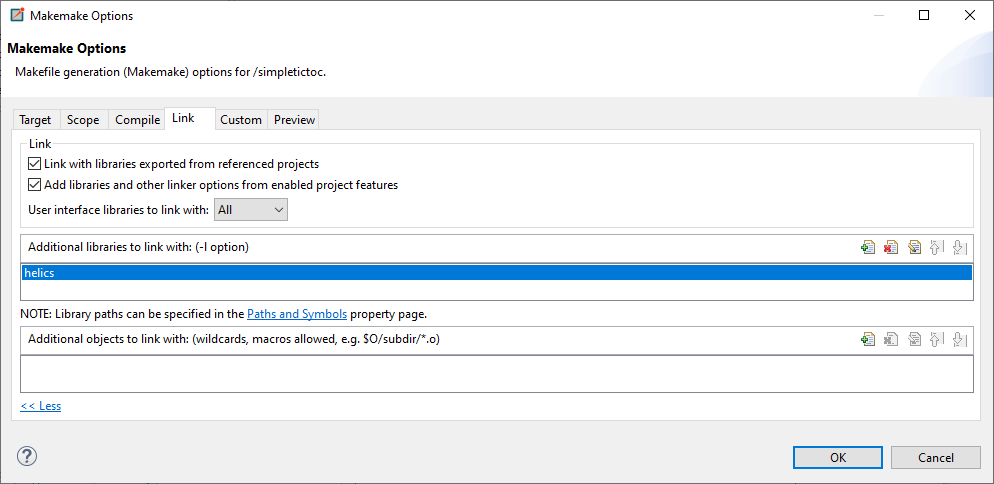 Makemake Options
Makemake Options
Makefile generation (Makemake) options for /simpletictoc.
Target Scope Compile Link Custom Preview
Link
Link with libraries exported from referenced projects
Add libraries and other linker options from enabled project features
User interface libraries to link with: All
Additional libraries to link with: (-l option)
helics
NOTE: Library paths can be specified in the Paths and Symbols property page.
Additional objects to link with: (wildcards, macros allowed, e.g. $O/subdir/*.o)
<< Less
? OK Cancel